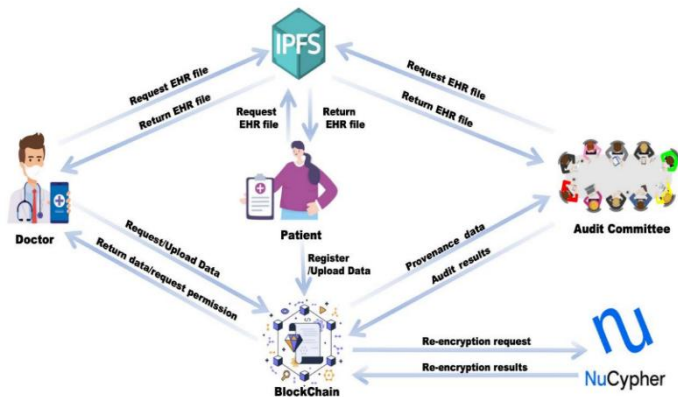 IPFS
Request EHR file
Return EHR file
Request
EHR file
Return
EHR file
Request EHR file
Return EHR file
Doctor
Patient
Audit Committee
Request/Upload Data
Return data/request permission
Register
/Upload Data
Provenance data
Audit results
Re-encryption request
Re-encryption results
BlockChain
nu
NuCypher